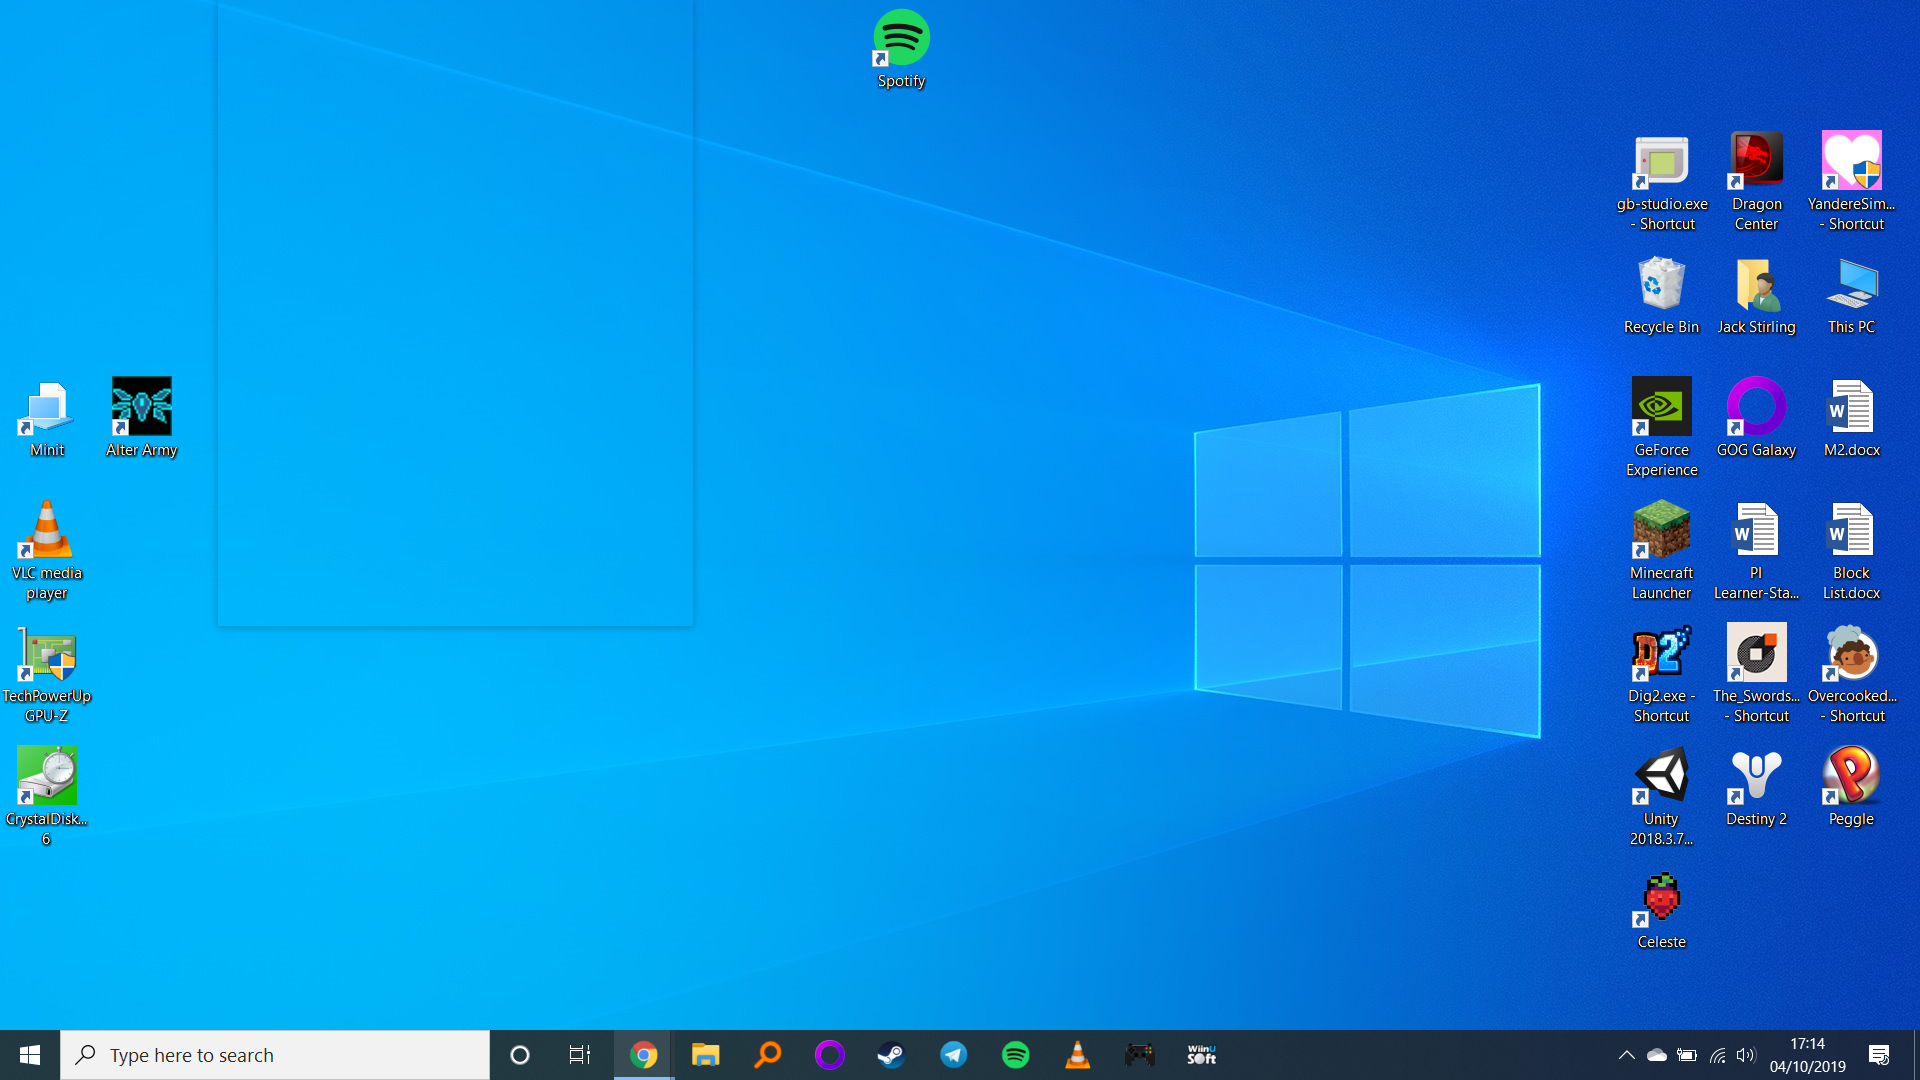 Spotify
gb-studio.exe
- Shortcut
Dragon
Center
YandereSim...
- Shortcut
Recycle Bin
Jack Stirling
This PC
Minit
Alter Army
GeForce
Experience
GOG Galaxy
W
M2.docx
VLC media
player
Minecraft
Launcher
W
PI
Learner-Sta...
W
Block
List.docx
TechPowerUp
GPU-Z
D2
Dig2.exe -
Shortcut
The_Swords...
- Shortcut
Overcooked...
- Shortcut
CrystalDisk...
6
Unity
2018.3.7...
Destiny 2
P
Peggle
Celeste
Type here to search
WiinU
SOft
17:14
04/10/2019